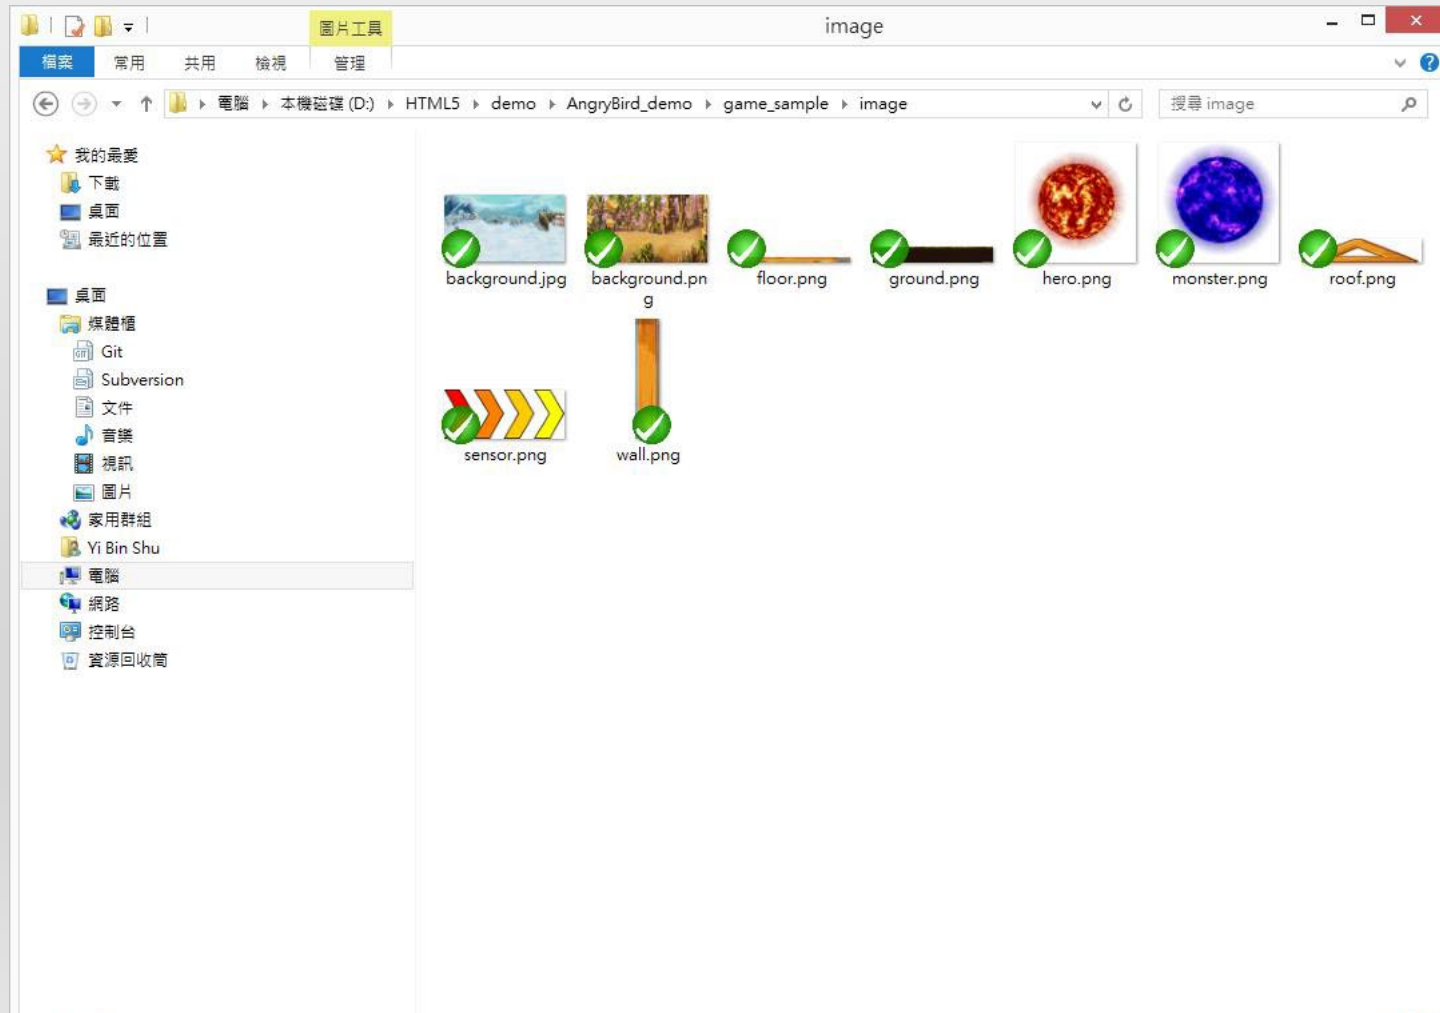 圖片工具
image
檔案 常用 共用 檢視 管理
電腦 本機磁碟 (D:) HTML5 demo AngryBird_demo game_sample image
搜尋 image
我的最愛
下載
桌面
最近的位置
桌面
媒體櫃
Git
Subversion
文件
音樂
視訊
圖片
家用群組
Yi Bin Shu
電腦
網路
控制台
資源回收筒
background.jpg
background.pn
g
floor.png
ground.png
hero.png
monster.png
roof.png
sensor.png
wall.png